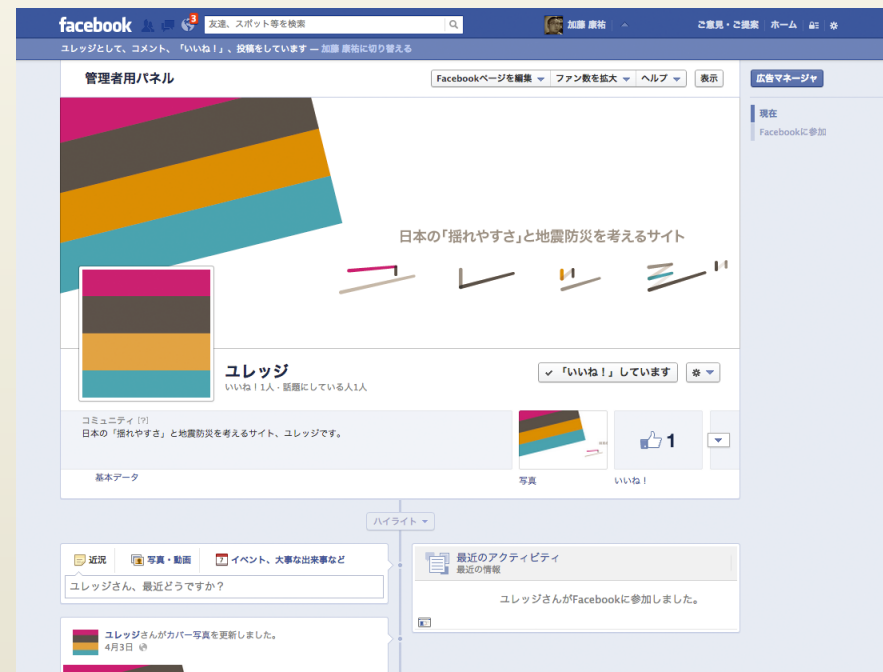 facebook
3
友達、スポット等を検索
加藤 康祐
ご意見・ご提案
ホーム
ユレッジとして、コメント、「いいね！」、投稿をしています — 加藤 康祐に切り替える
管理者用パネル
Facebookページを編集
ファン数を拡大
ヘルプ
表示
広告マネージャ
現在
Facebookに参加
日本の「揺れやすさ」と地震防災を考えるサイト
ユレッジ
ユレッジ
いいね！1人・話題にしている人1人
「いいね！」しています
コミュニティ [?]
日本の「揺れやすさ」と地震防災を考えるサイト、ユレッジです。
1
基本データ
写真
いいね！
ハイライト
近況
写真・動画
7
イベント、大事な出来事など
ユレッジさん、最近どうですか？
最近のアクティビティ
最近の情報
ユレッジさんがFacebookに参加しました。
ユレッジさんがカバー写真を更新しました。
4月3日